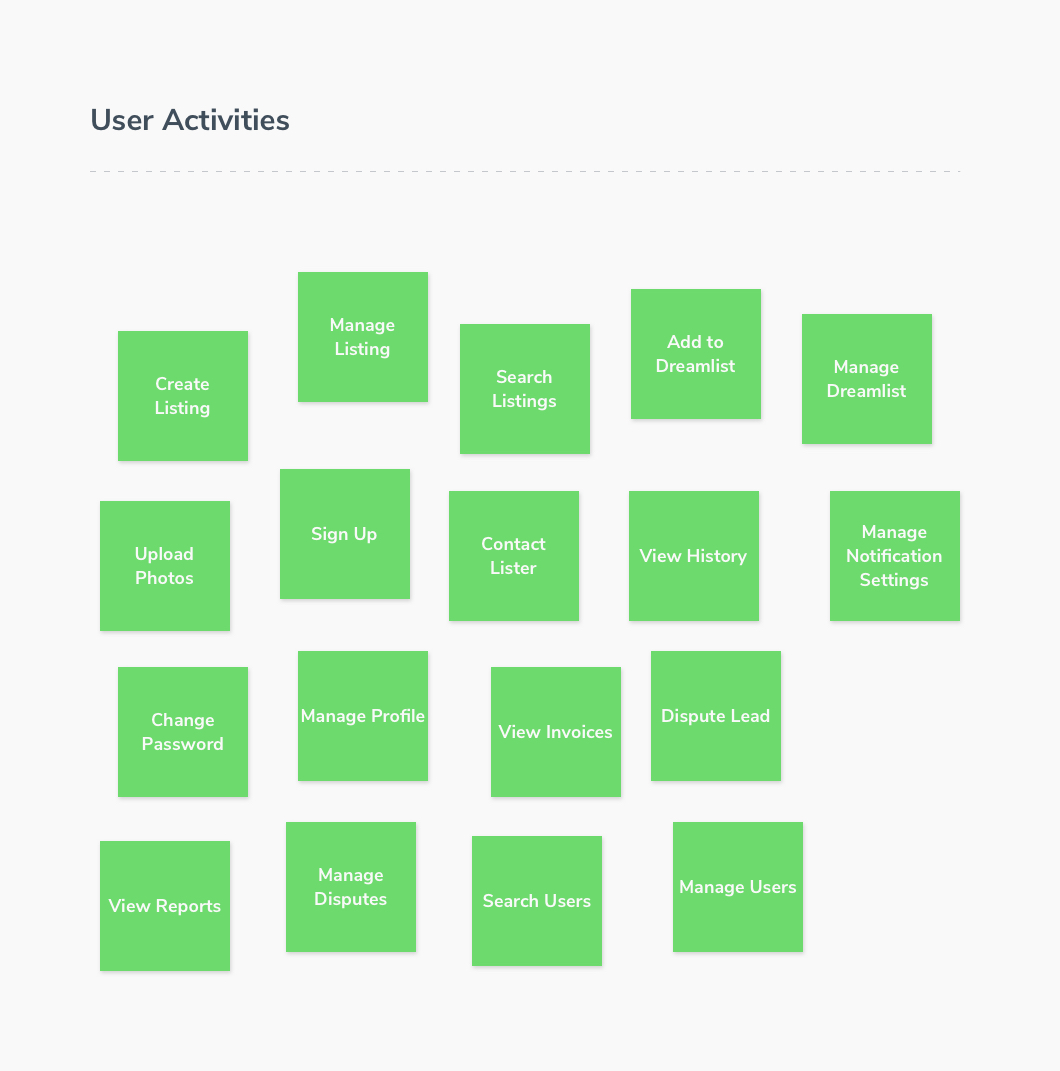 User Activities
Create
Listing
Manage
Listing
Search
Listings
Add to
Dreamlist
Manage
Dreamlist
Upload
Photos
Sign Up
Contact
Lister
View History
Manage
Notification
Settings
Change
Password
Manage Profile
View Invoices
Dispute Lead
View Reports
Manage
Disputes
Search Users
Manage Users